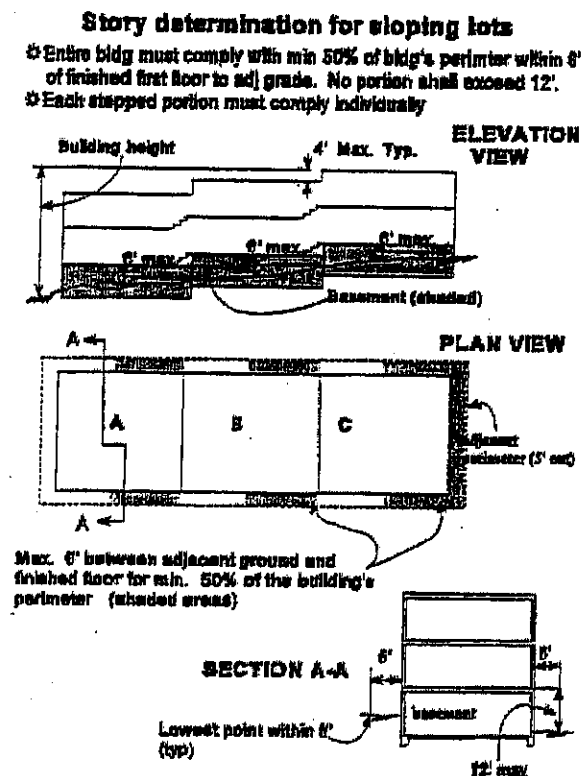 Story determination for sloping lots
✡ Entire bldg must comply with min 50% of bldg's perimter within 6'
of finished first floor to adj grade. No portion shall exceed 12'.
✡ Each stepped portion must comply individually
ELEVATION
VIEW
Building height
4' Max. Typ.
6' max
6' max
6' max
Basement (shaded)
PLAN VIEW
A
A
B
C
Adjacent
perimeter (5' out)
A
Max. 6' between adjacent ground and
finished floor for min. 50% of the building's
perimeter (shaded areas)
SECTION A-A
5'
5'
basement
Lowest point within 5'
(typ)
12' max